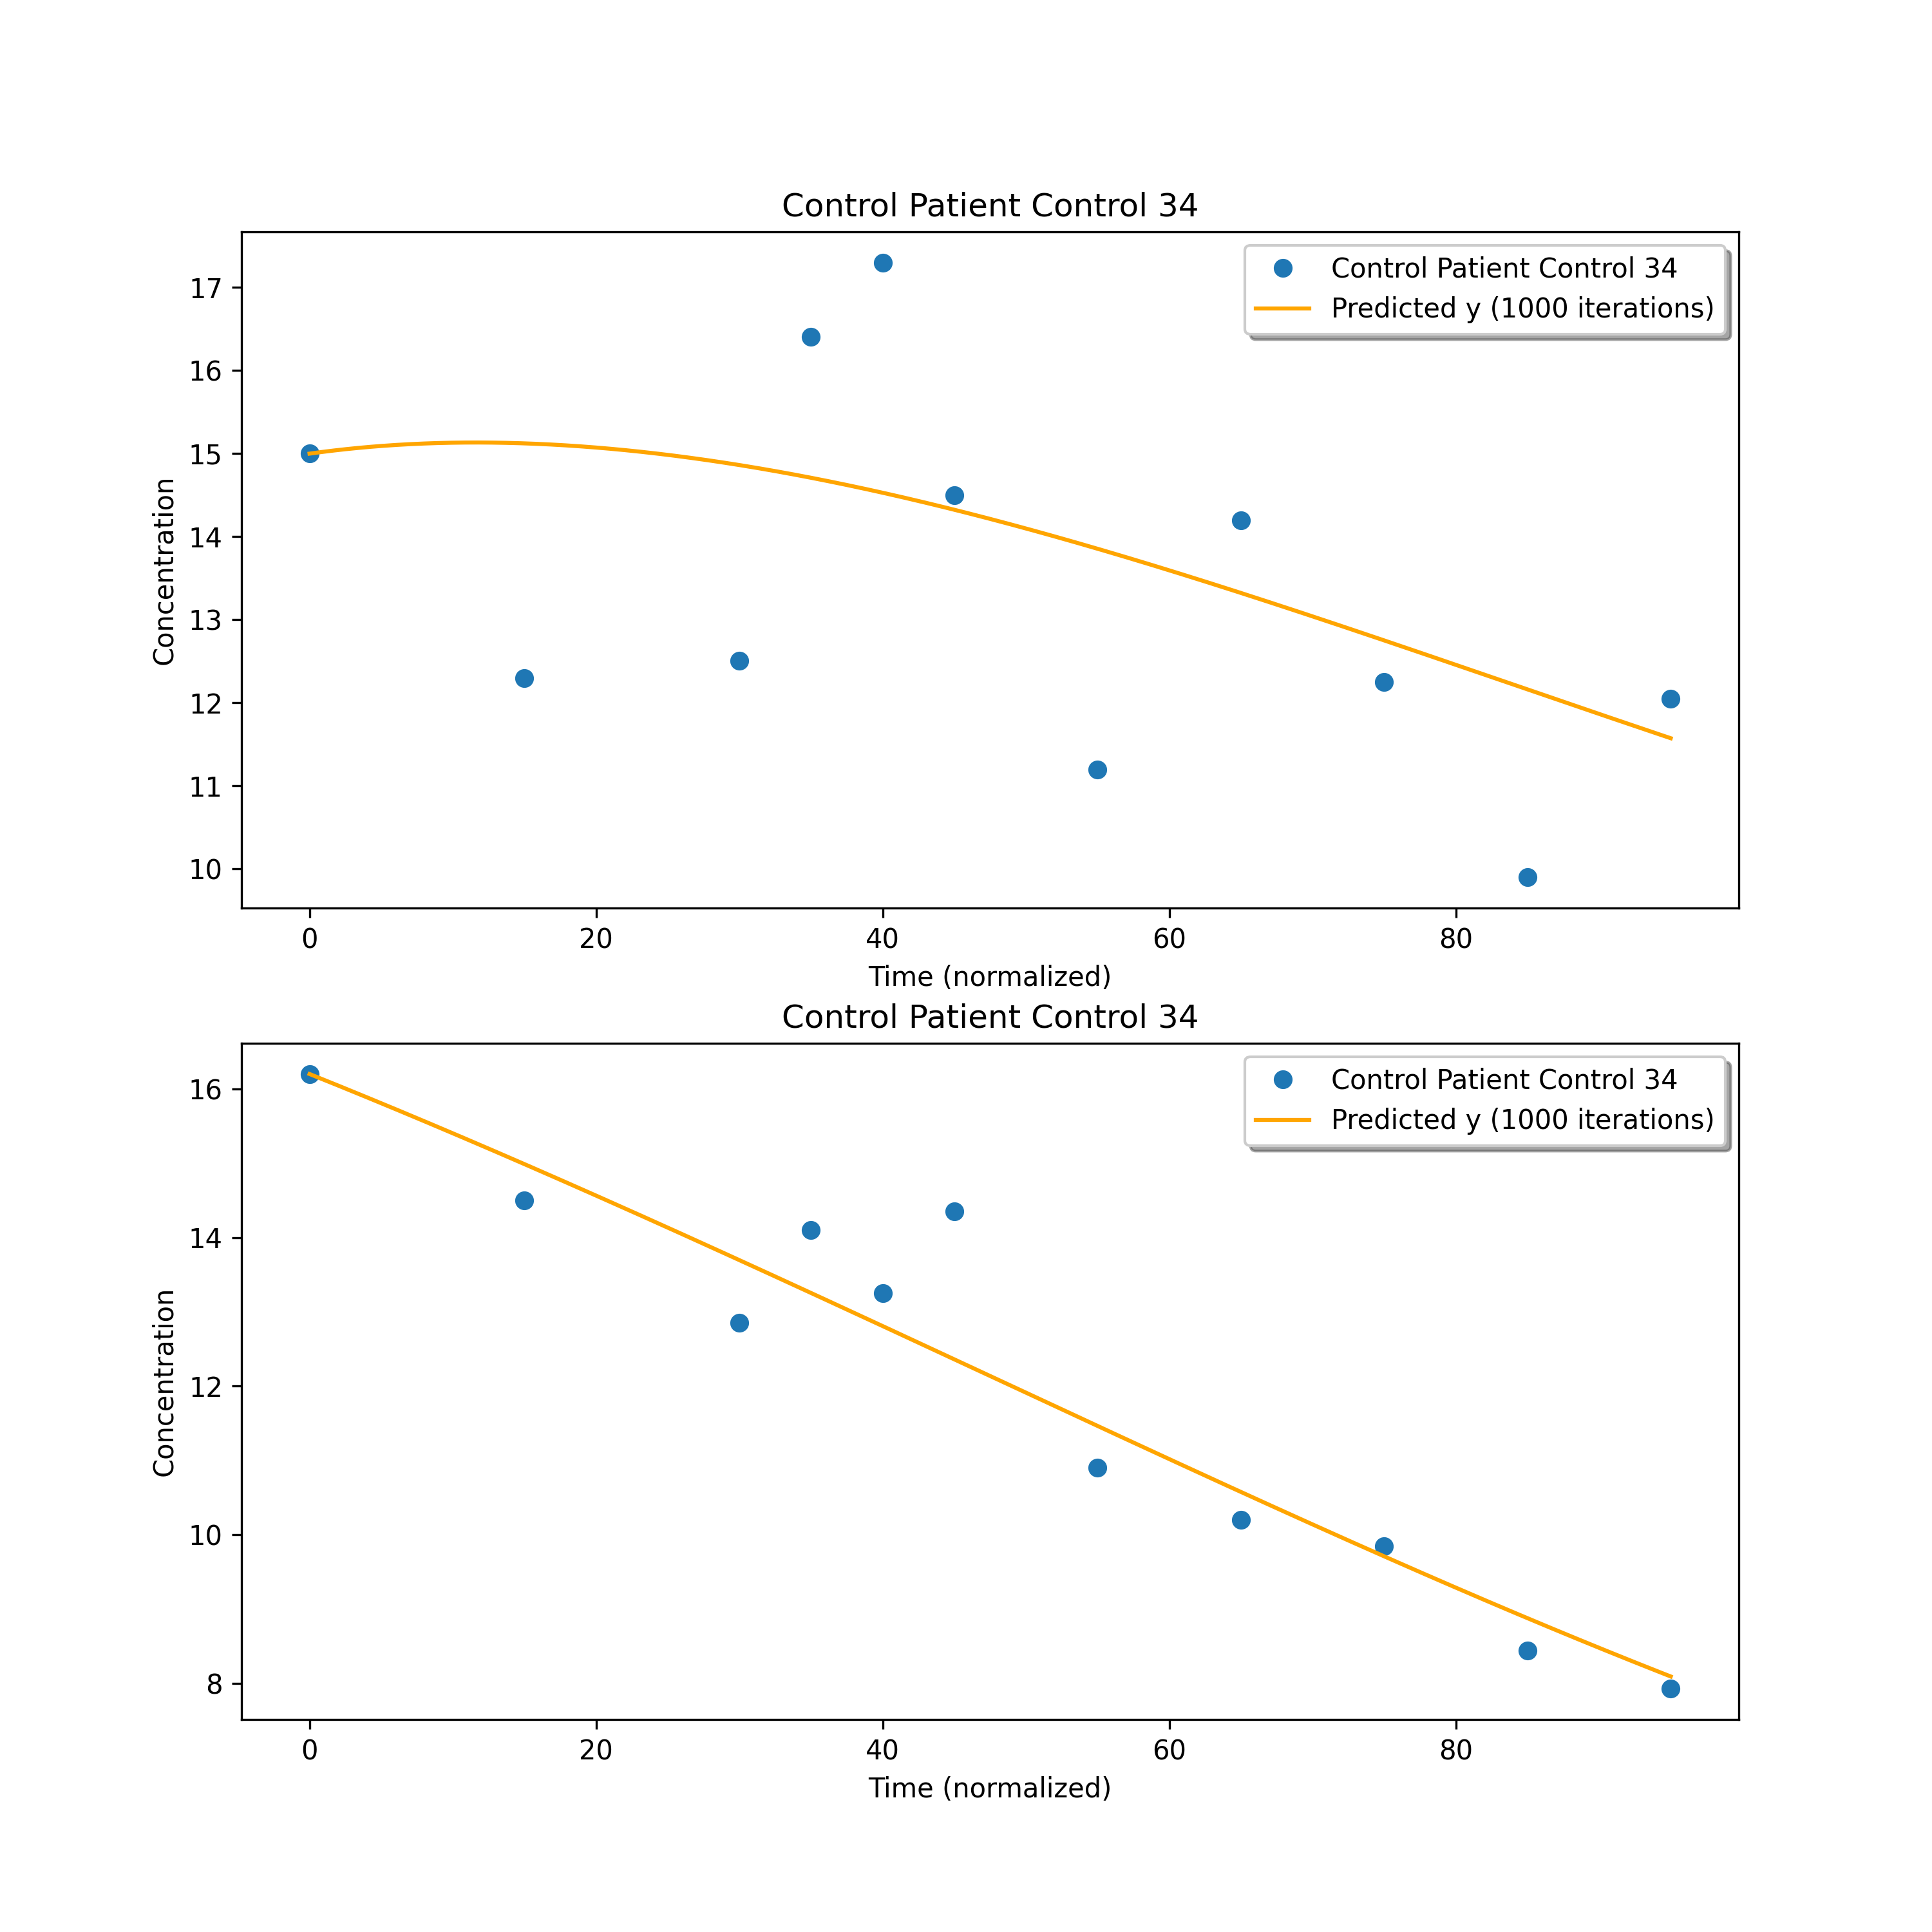 Control Patient Control 34
Control Patient Control 34
Predicted y (1000 iterations)
17
16
15
14
13
12
11
10
Concentration
0 20 40 60 80
Time (normalized)
Control Patient Control 34
Control Patient Control 34
Predicted y (1000 iterations)
16
14
12
10
8
Concentration
0 20 40 60 80
Time (normalized)